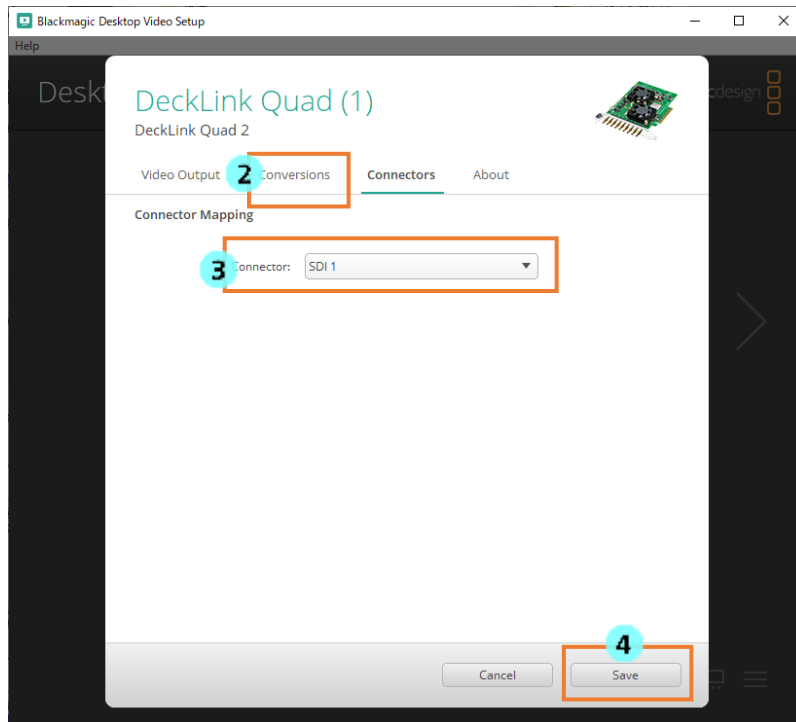 Blackmagic Desktop Video Setup
Help
Deskt
cdesign
DeckLink Quad (1)
DeckLink Quad 2
Video Output 2 Conversions Connectors About
Connector Mapping
3 Connector: SDI 1
4
Cancel Save